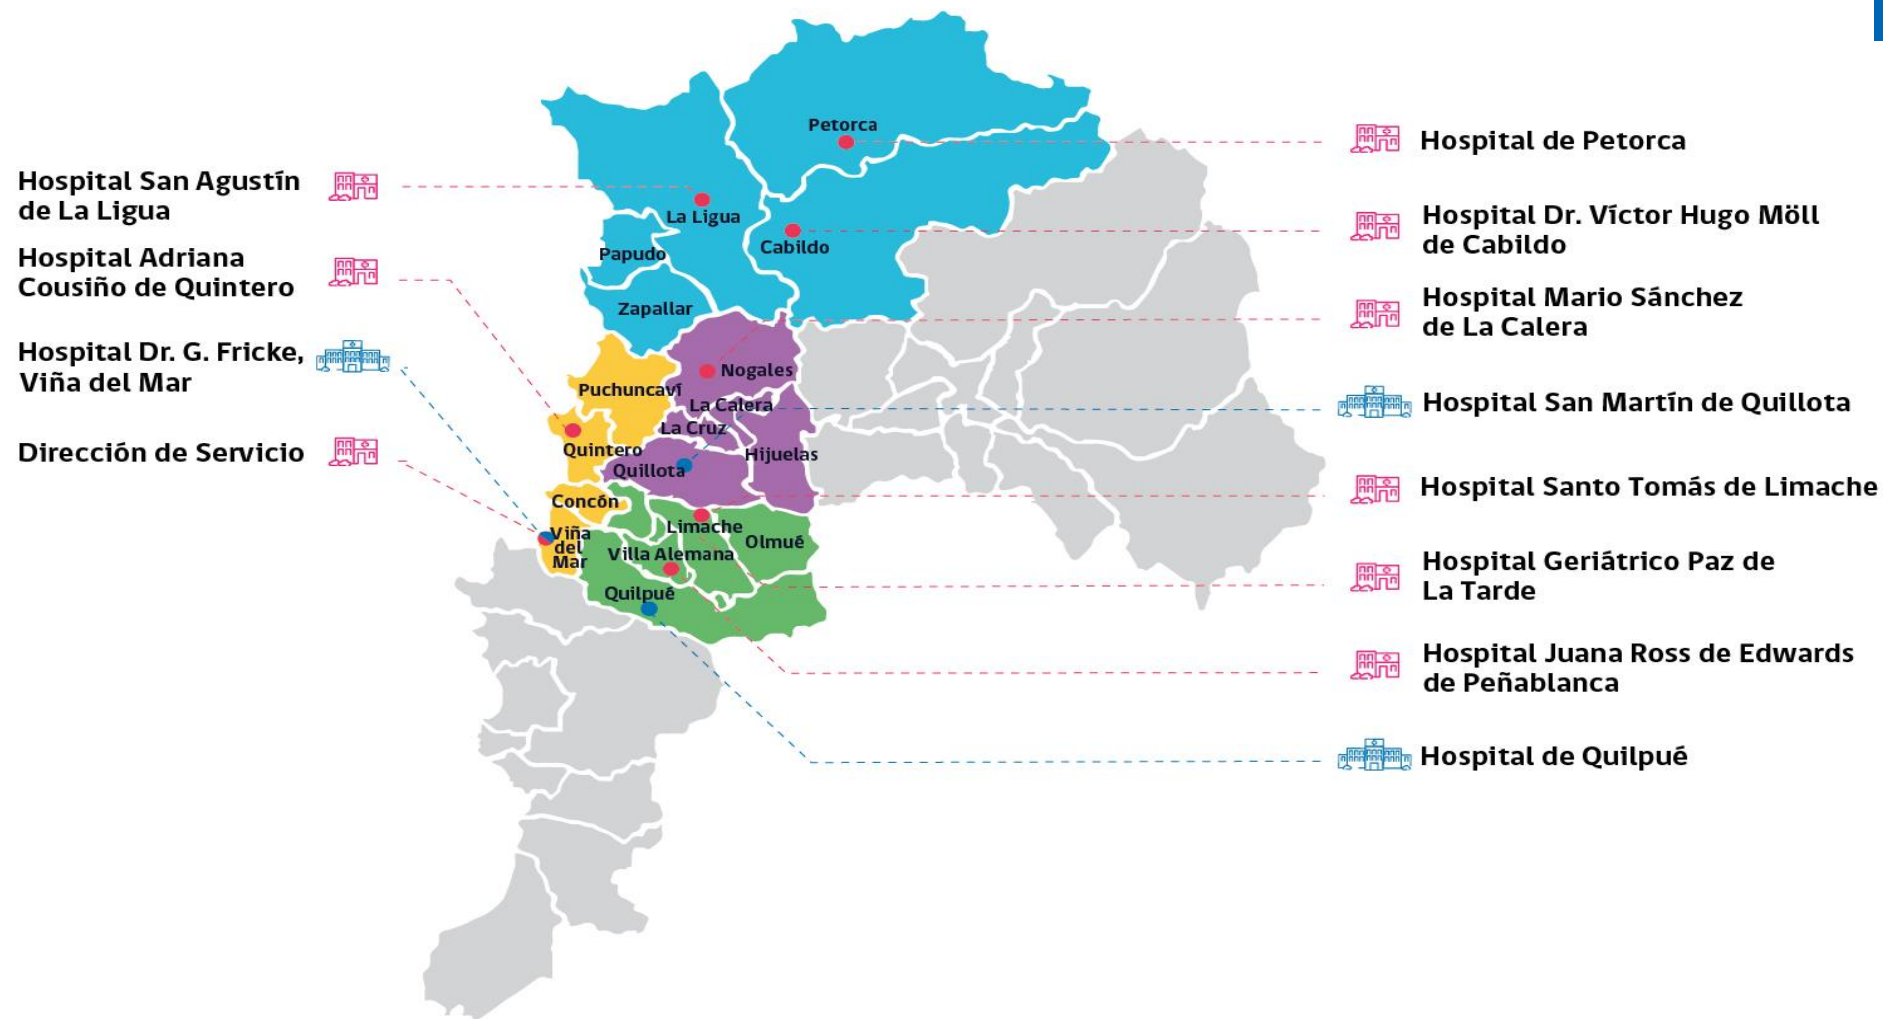 Hospital San Agustín
de La Ligua
Hospital Adriana
Cousiño de Quintero
Hospital Dr. G. Fricke,
Viña del Mar
Dirección de Servicio
Petorca
La Ligua
Cabildo
Papudo
Zapallar
Nogales
Puchuncaví
La Calera
La Cruz
Quintero
Hijuelas
Quillota
Concón
Limache
Viña
del
Mar
Olmué
Villa Alemana
Quilpué
Hospital de Petorca
Hospital Dr. Víctor Hugo Möll
de Cabildo
Hospital Mario Sánchez
de La Calera
Hospital San Martín de Quillota
Hospital Santo Tomás de Limache
Hospital Geriátrico Paz de
La Tarde
Hospital Juana Ross de Edwards
de Peñablanca
Hospital de Quilpué